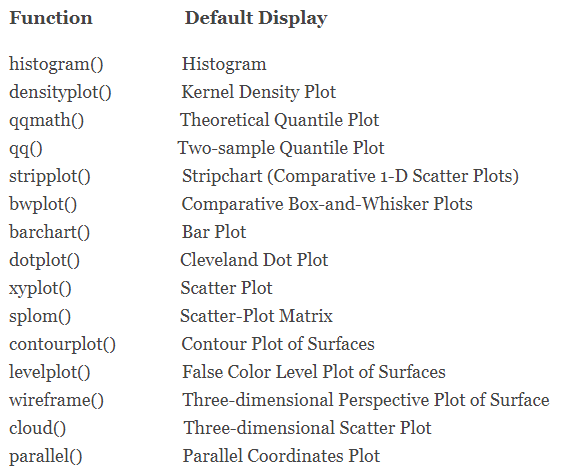 Function Default Display
histogram() Histogram
densityplot() Kernel Density Plot
qqmath() Theoretical Quantile Plot
qq() Two-sample Quantile Plot
stripplot() Stripchart (Comparative 1-D Scatter Plots)
bwplot() Comparative Box-and-Whisker Plots
barchart() Bar Plot
dotplot() Cleveland Dot Plot
xyplot() Scatter Plot
splom() Scatter-Plot Matrix
contourplot() Contour Plot of Surfaces
levelplot() False Color Level Plot of Surfaces
wireframe() Three-dimensional Perspective Plot of Surface
cloud() Three-dimensional Scatter Plot
parallel() Parallel Coordinates Plot